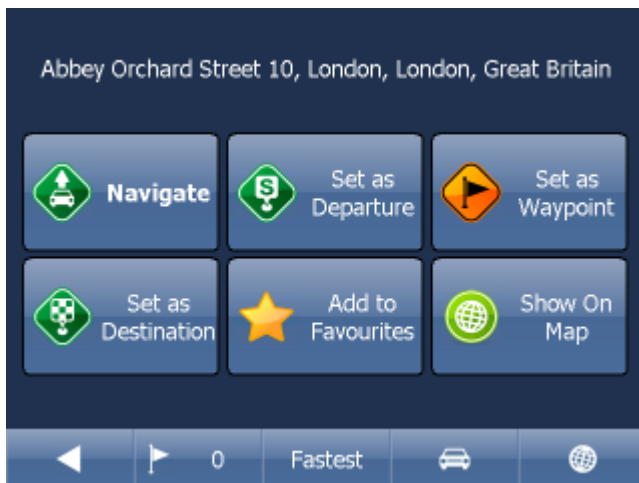 Abbey Orchard Street 10, London, London, Great Britain
Navigate
S
Set as
Departure
Set as
Waypoint
Set as
Destination
Add to
Favourites
Show On
Map
0
Fastest